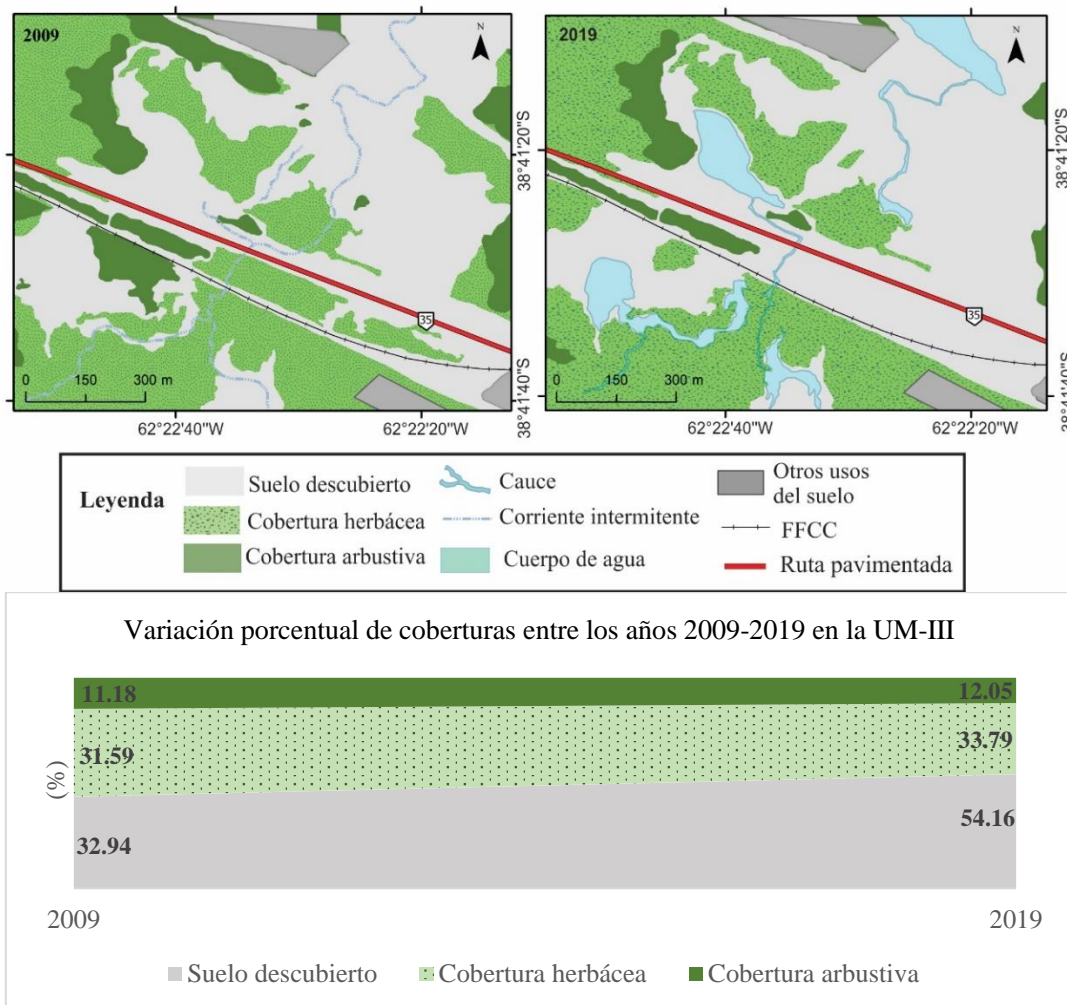 2009
N
38°41'20"S
35
0 150 300 m
38°41'40"S
62°22'40"W
62°22'20"W
2019
N
38°41'20"S
35
0 150 300 m
38°41'40"S
62°22'40"W
62°22'20"W
Leyenda
Suelo descubierto
Cobertura herbácea
Cobertura arbustiva
Cauce
Corriente intermitente
Cuerpo de agua
Otros usos
del suelo
FFCC
Ruta pavimentada
Variación porcentual de coberturas entre los años 2009-2019 en la UM-III
(%)
11.18
12.05
31.59
33.79
32.94
54.16
2009
2019
Suelo descubierto
Cobertura herbácea
Cobertura arbustiva